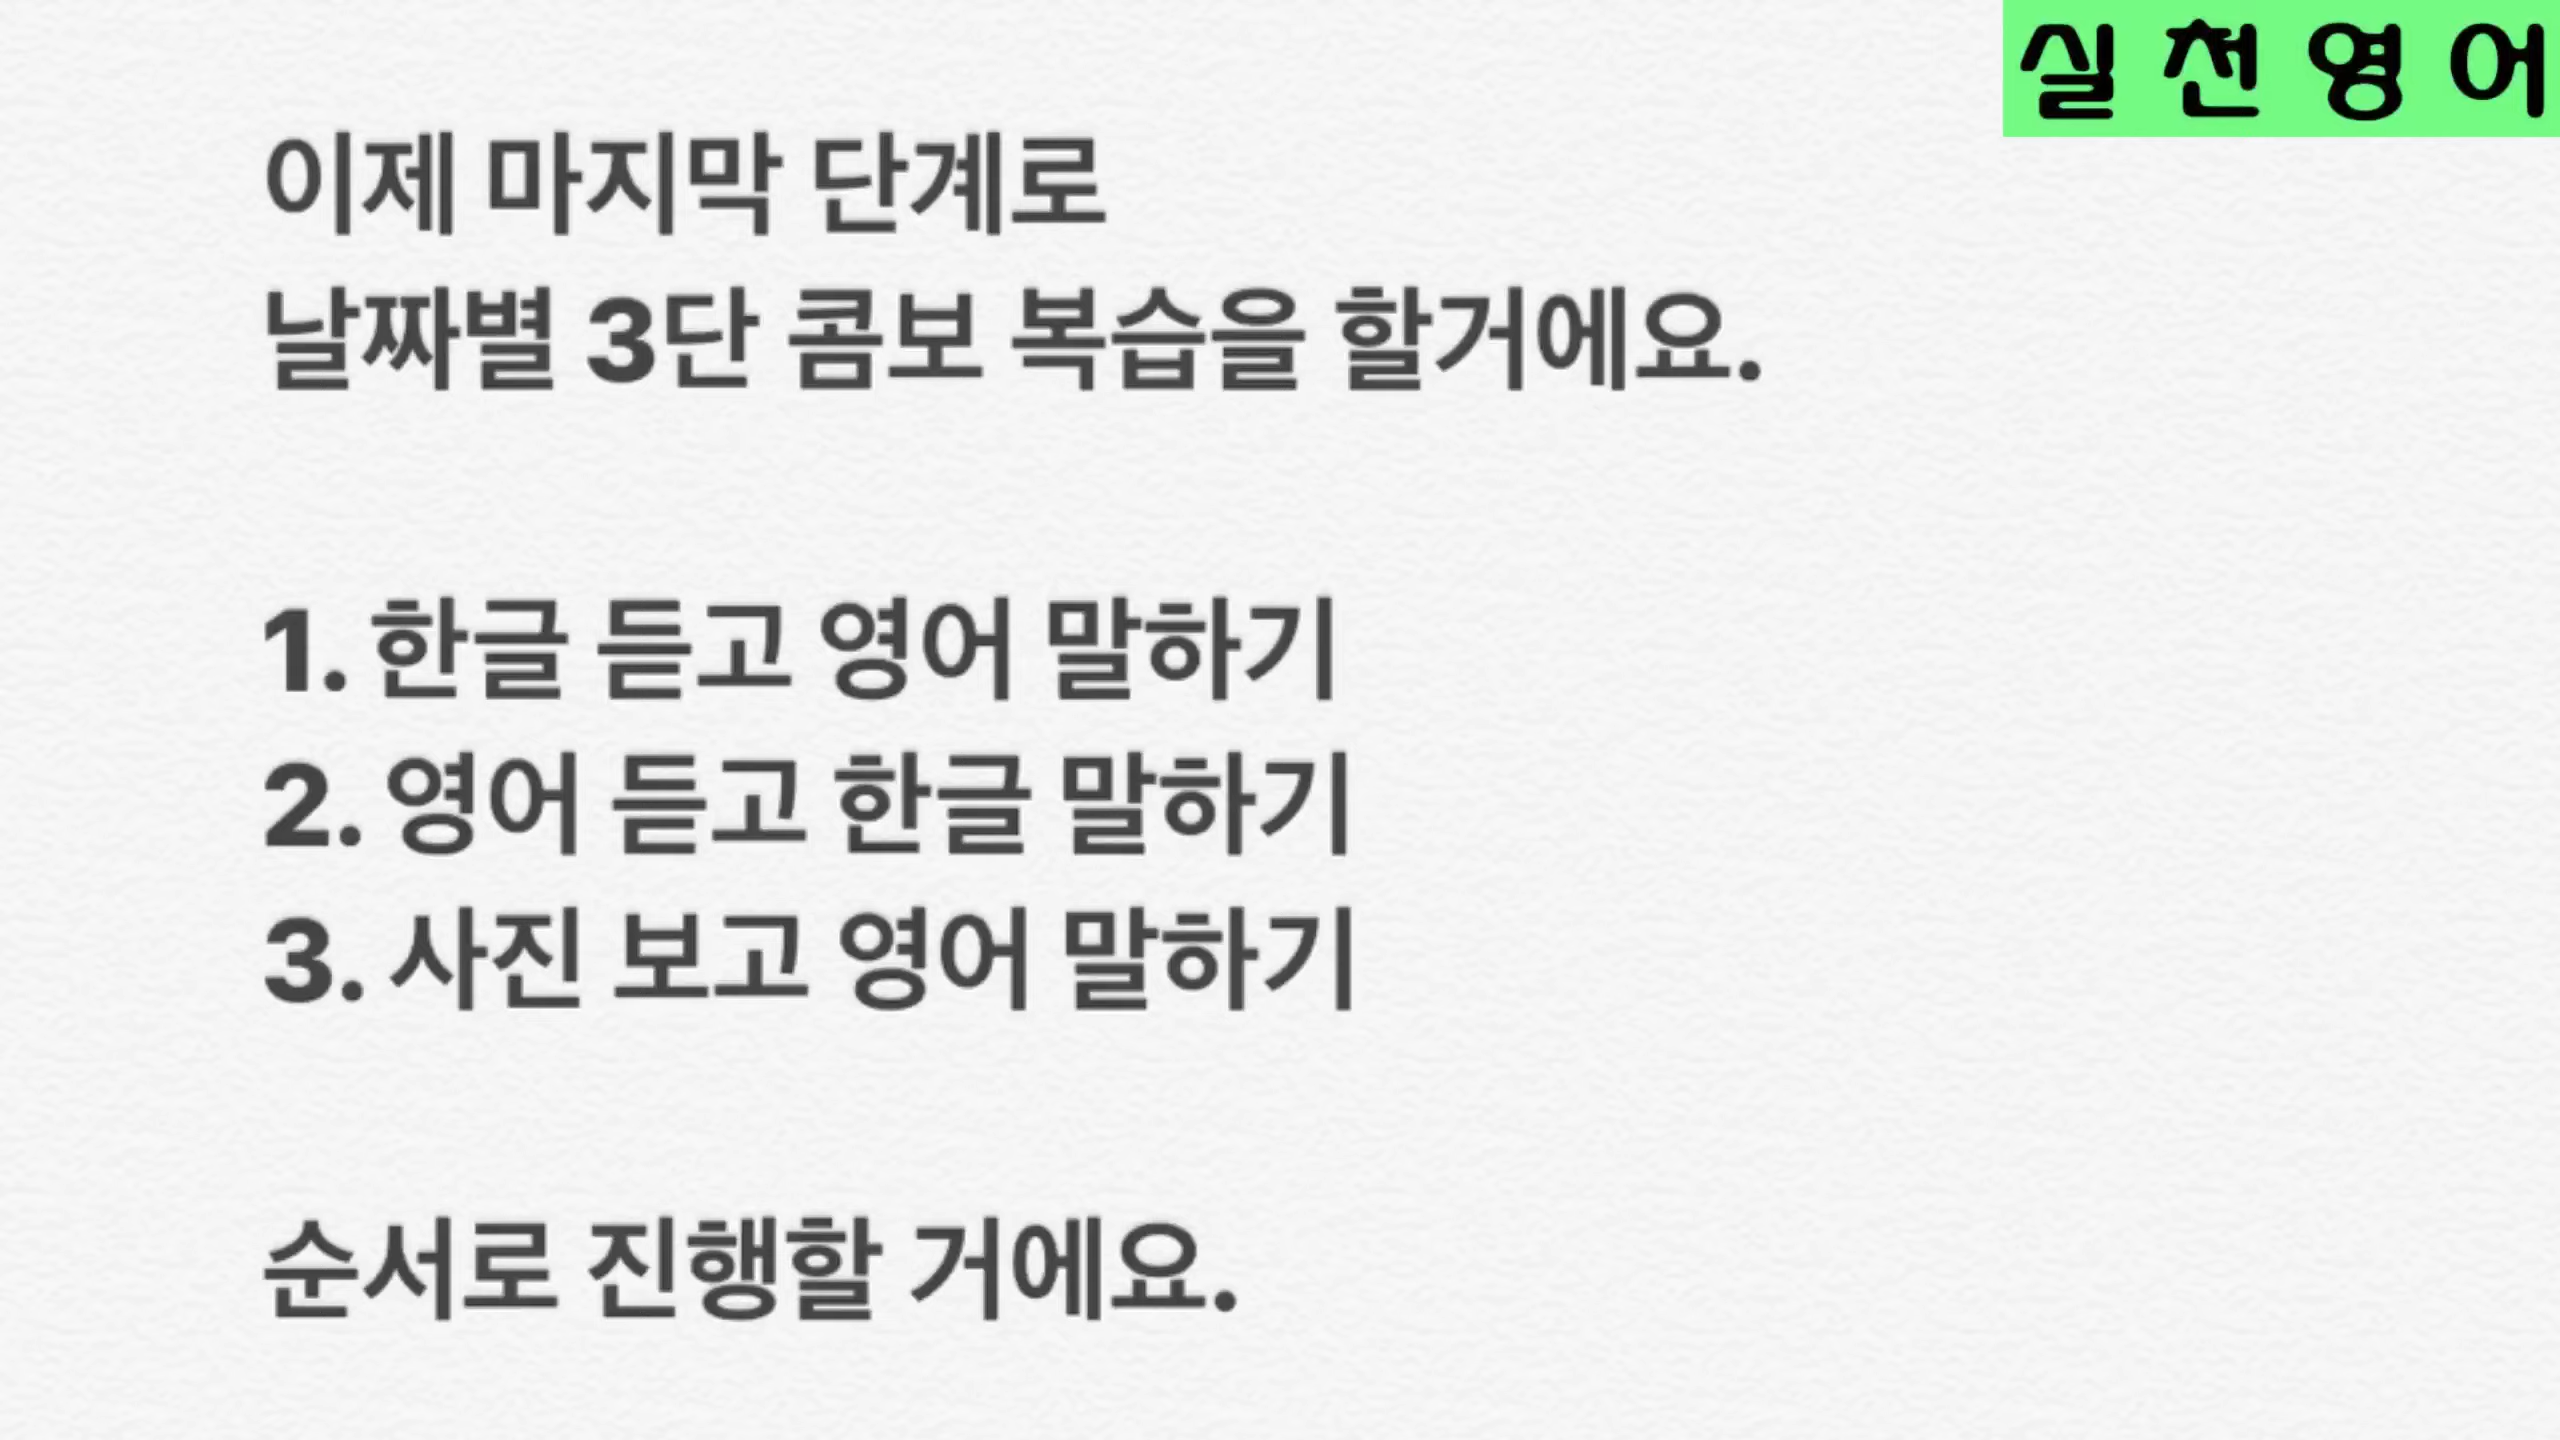 실천영어
이제 마지막 단계로
날짜별 3단 콤보 복습을 할거에요.
1. 한글 듣고 영어 말하기
2. 영어 듣고 한글 말하기
3. 사진 보고 영어 말하기
순서로 진행할 거에요.